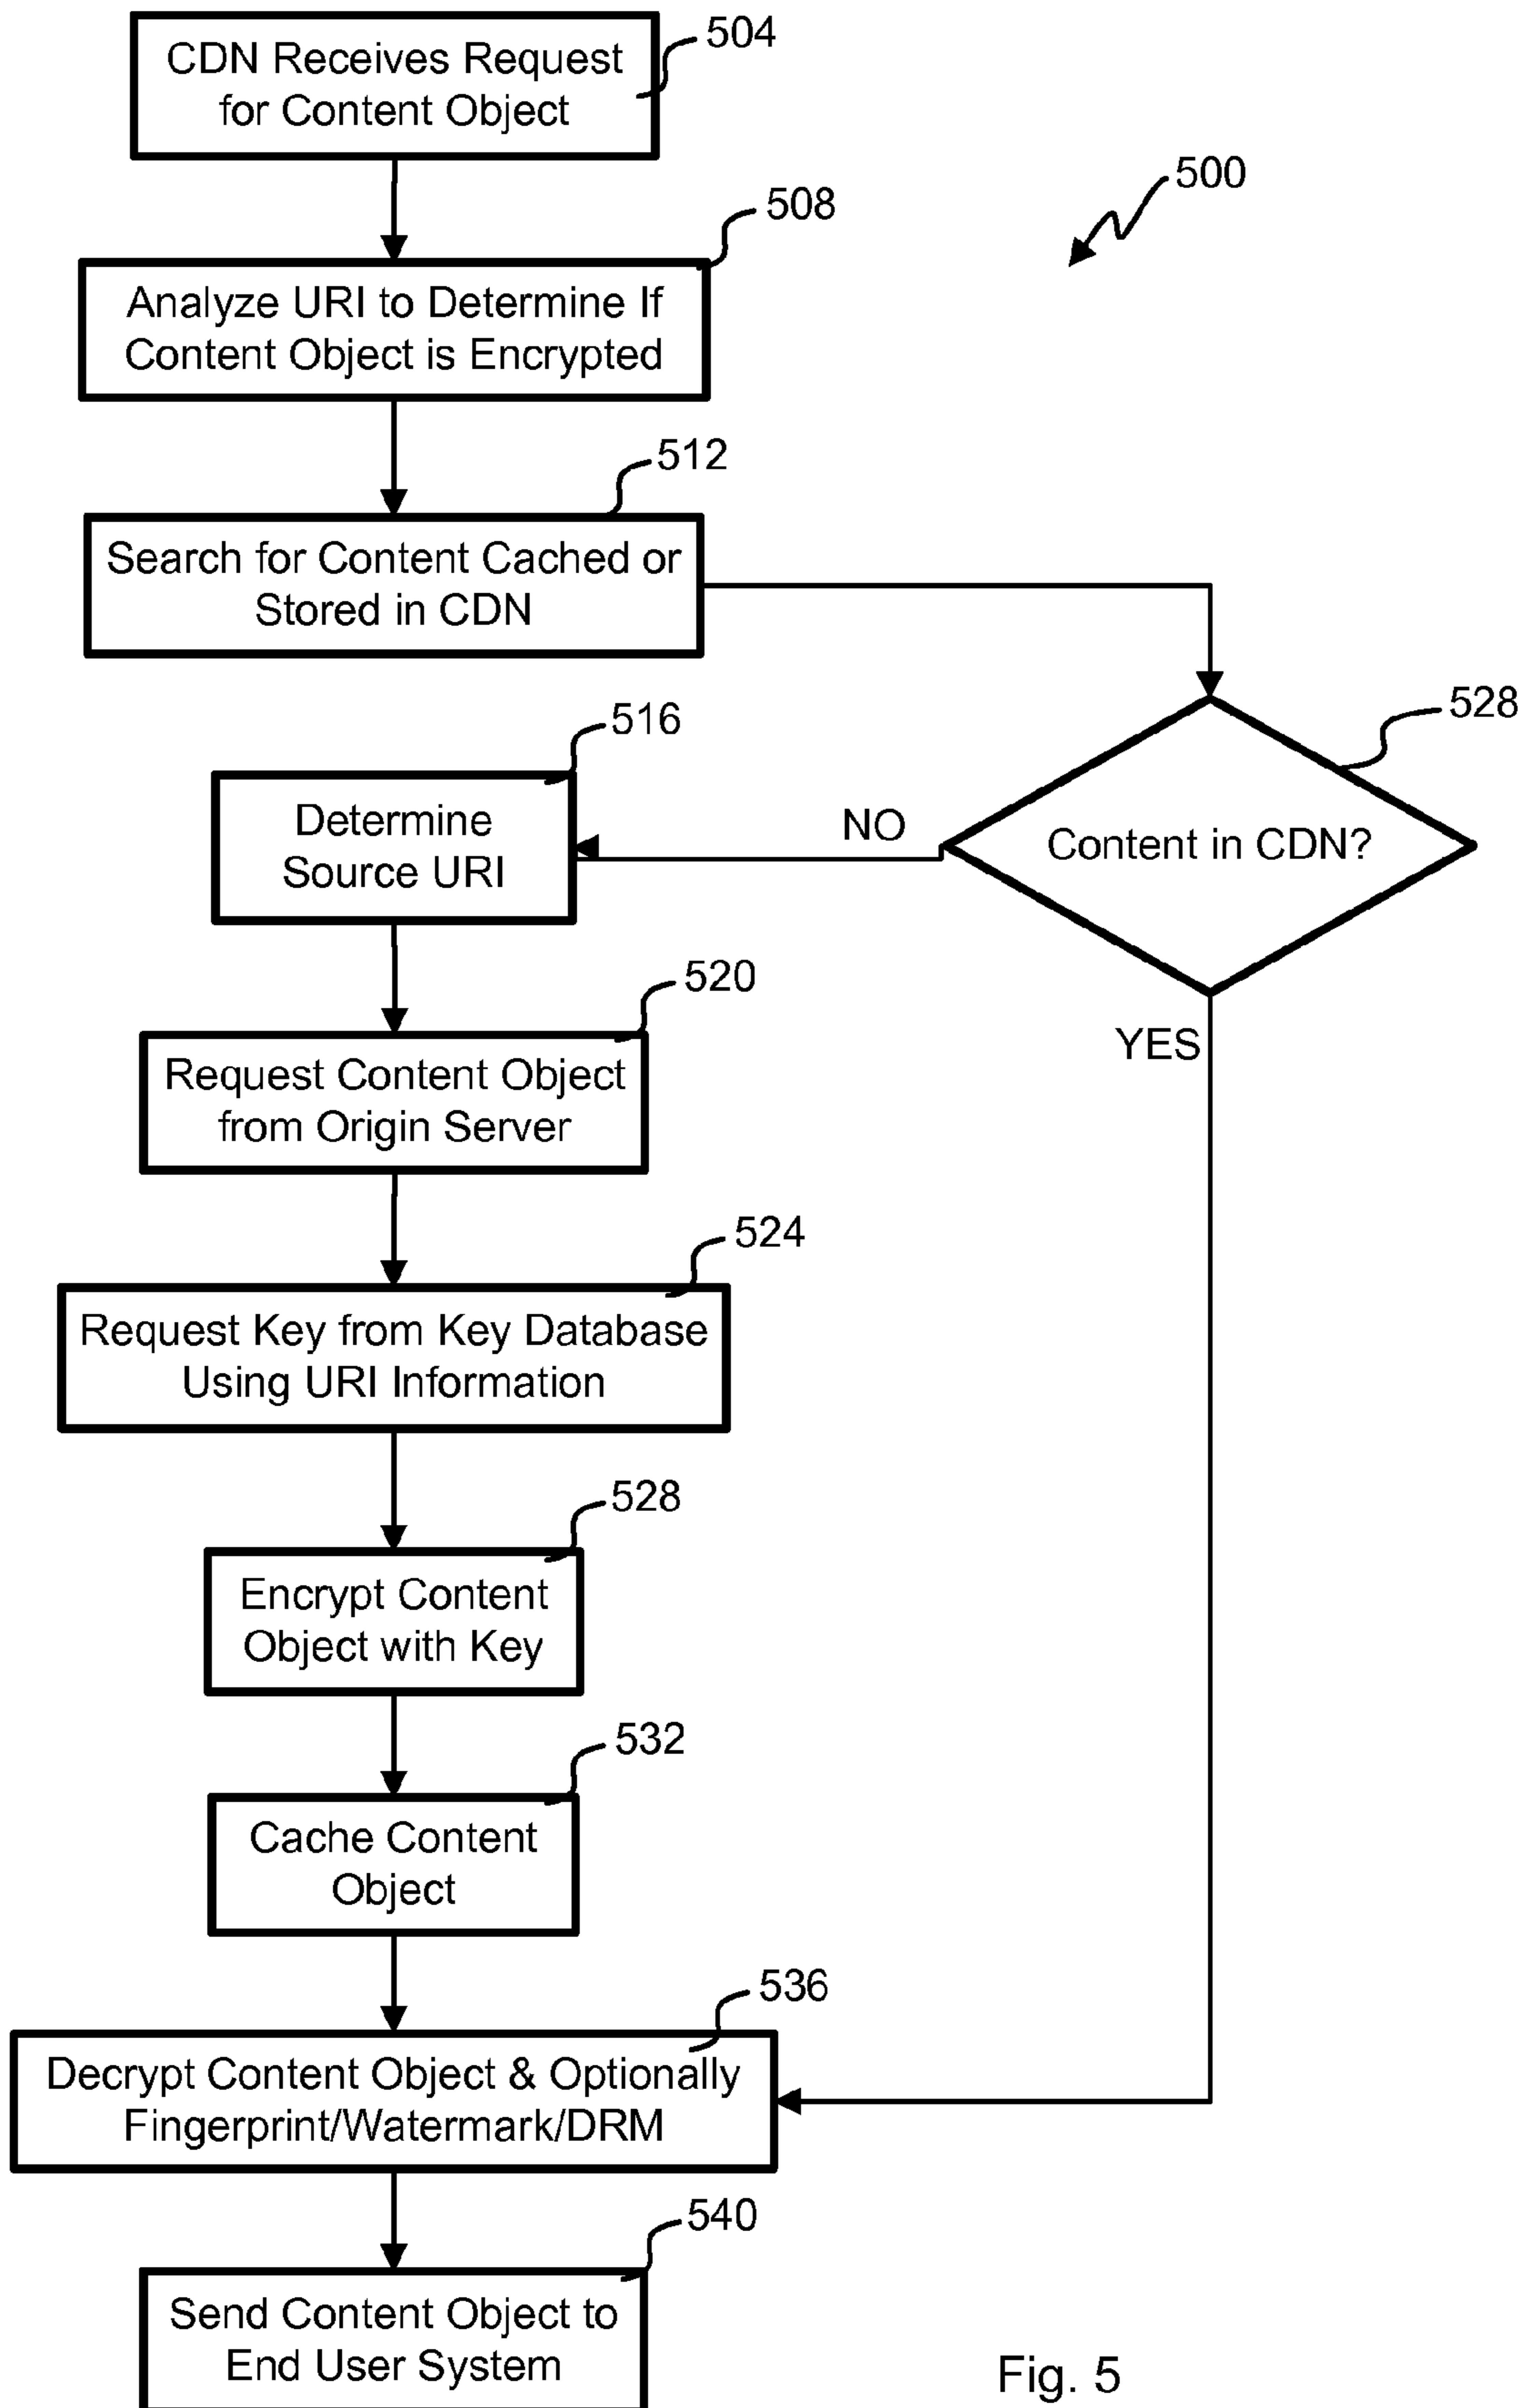 CDN Receives Request
for Content Object
504
500
Analyze URI to Determine If
Content Object is Encrypted
508
Search for Content Cached or
Stored in CDN
512
Content in CDN?
528
NO
YES
Determine
Source URI
516
Request Content Object
from Origin Server
520
Request Key from Key Database
Using URI Information
524
Encrypt Content
Object with Key
528
Cache Content
Object
532
Decrypt Content Object & Optionally
Fingerprint/Watermark/DRM
536
Send Content Object to
End User System
540
Fig. 5